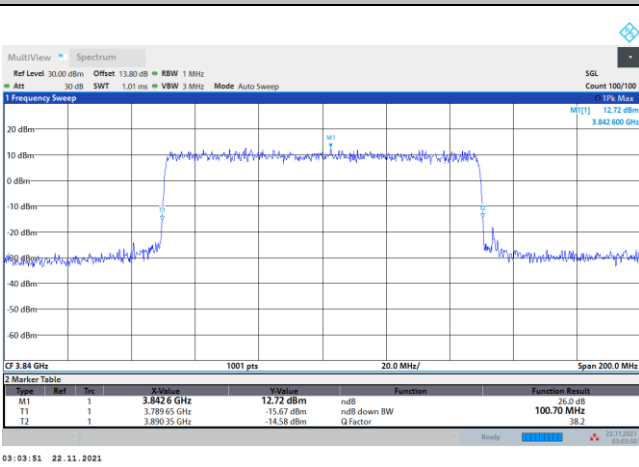 MultiView Spectrum
Ref Level 30.00 dBm Offset 13.80 dB RBW 1 MHz SGL
Att 30 dB SWT 1.01 ms VBW 3 MHz Mode Auto Sweep Count 100/100
1 Frequency Sweep 1Pk Max
M1[1] 12.72 dBm
3.842 600 GHz
M1
20 dBm
10 dBm
0 dBm
-10 dBm
-30 dBm
-40 dBm
-50 dBm
-60 dBm
CF 3.84 GHz 1001 pts 20.0 MHz/ Span 200.0 MHz
2 Marker Table
Type Ref Trc X-Value Y-Value Function Function Result
M1 1 3.842 6 GHz 12.72 dBm ndB 26.0 dB
T1 1 3.789 65 GHz -15.67 dBm ndB down BW 100.70 MHz
T2 1 3.890 35 GHz -14.58 dBm Q Factor 38.2
Ready 22.11.2021
03:03:50
03:03:51 22.11.2021